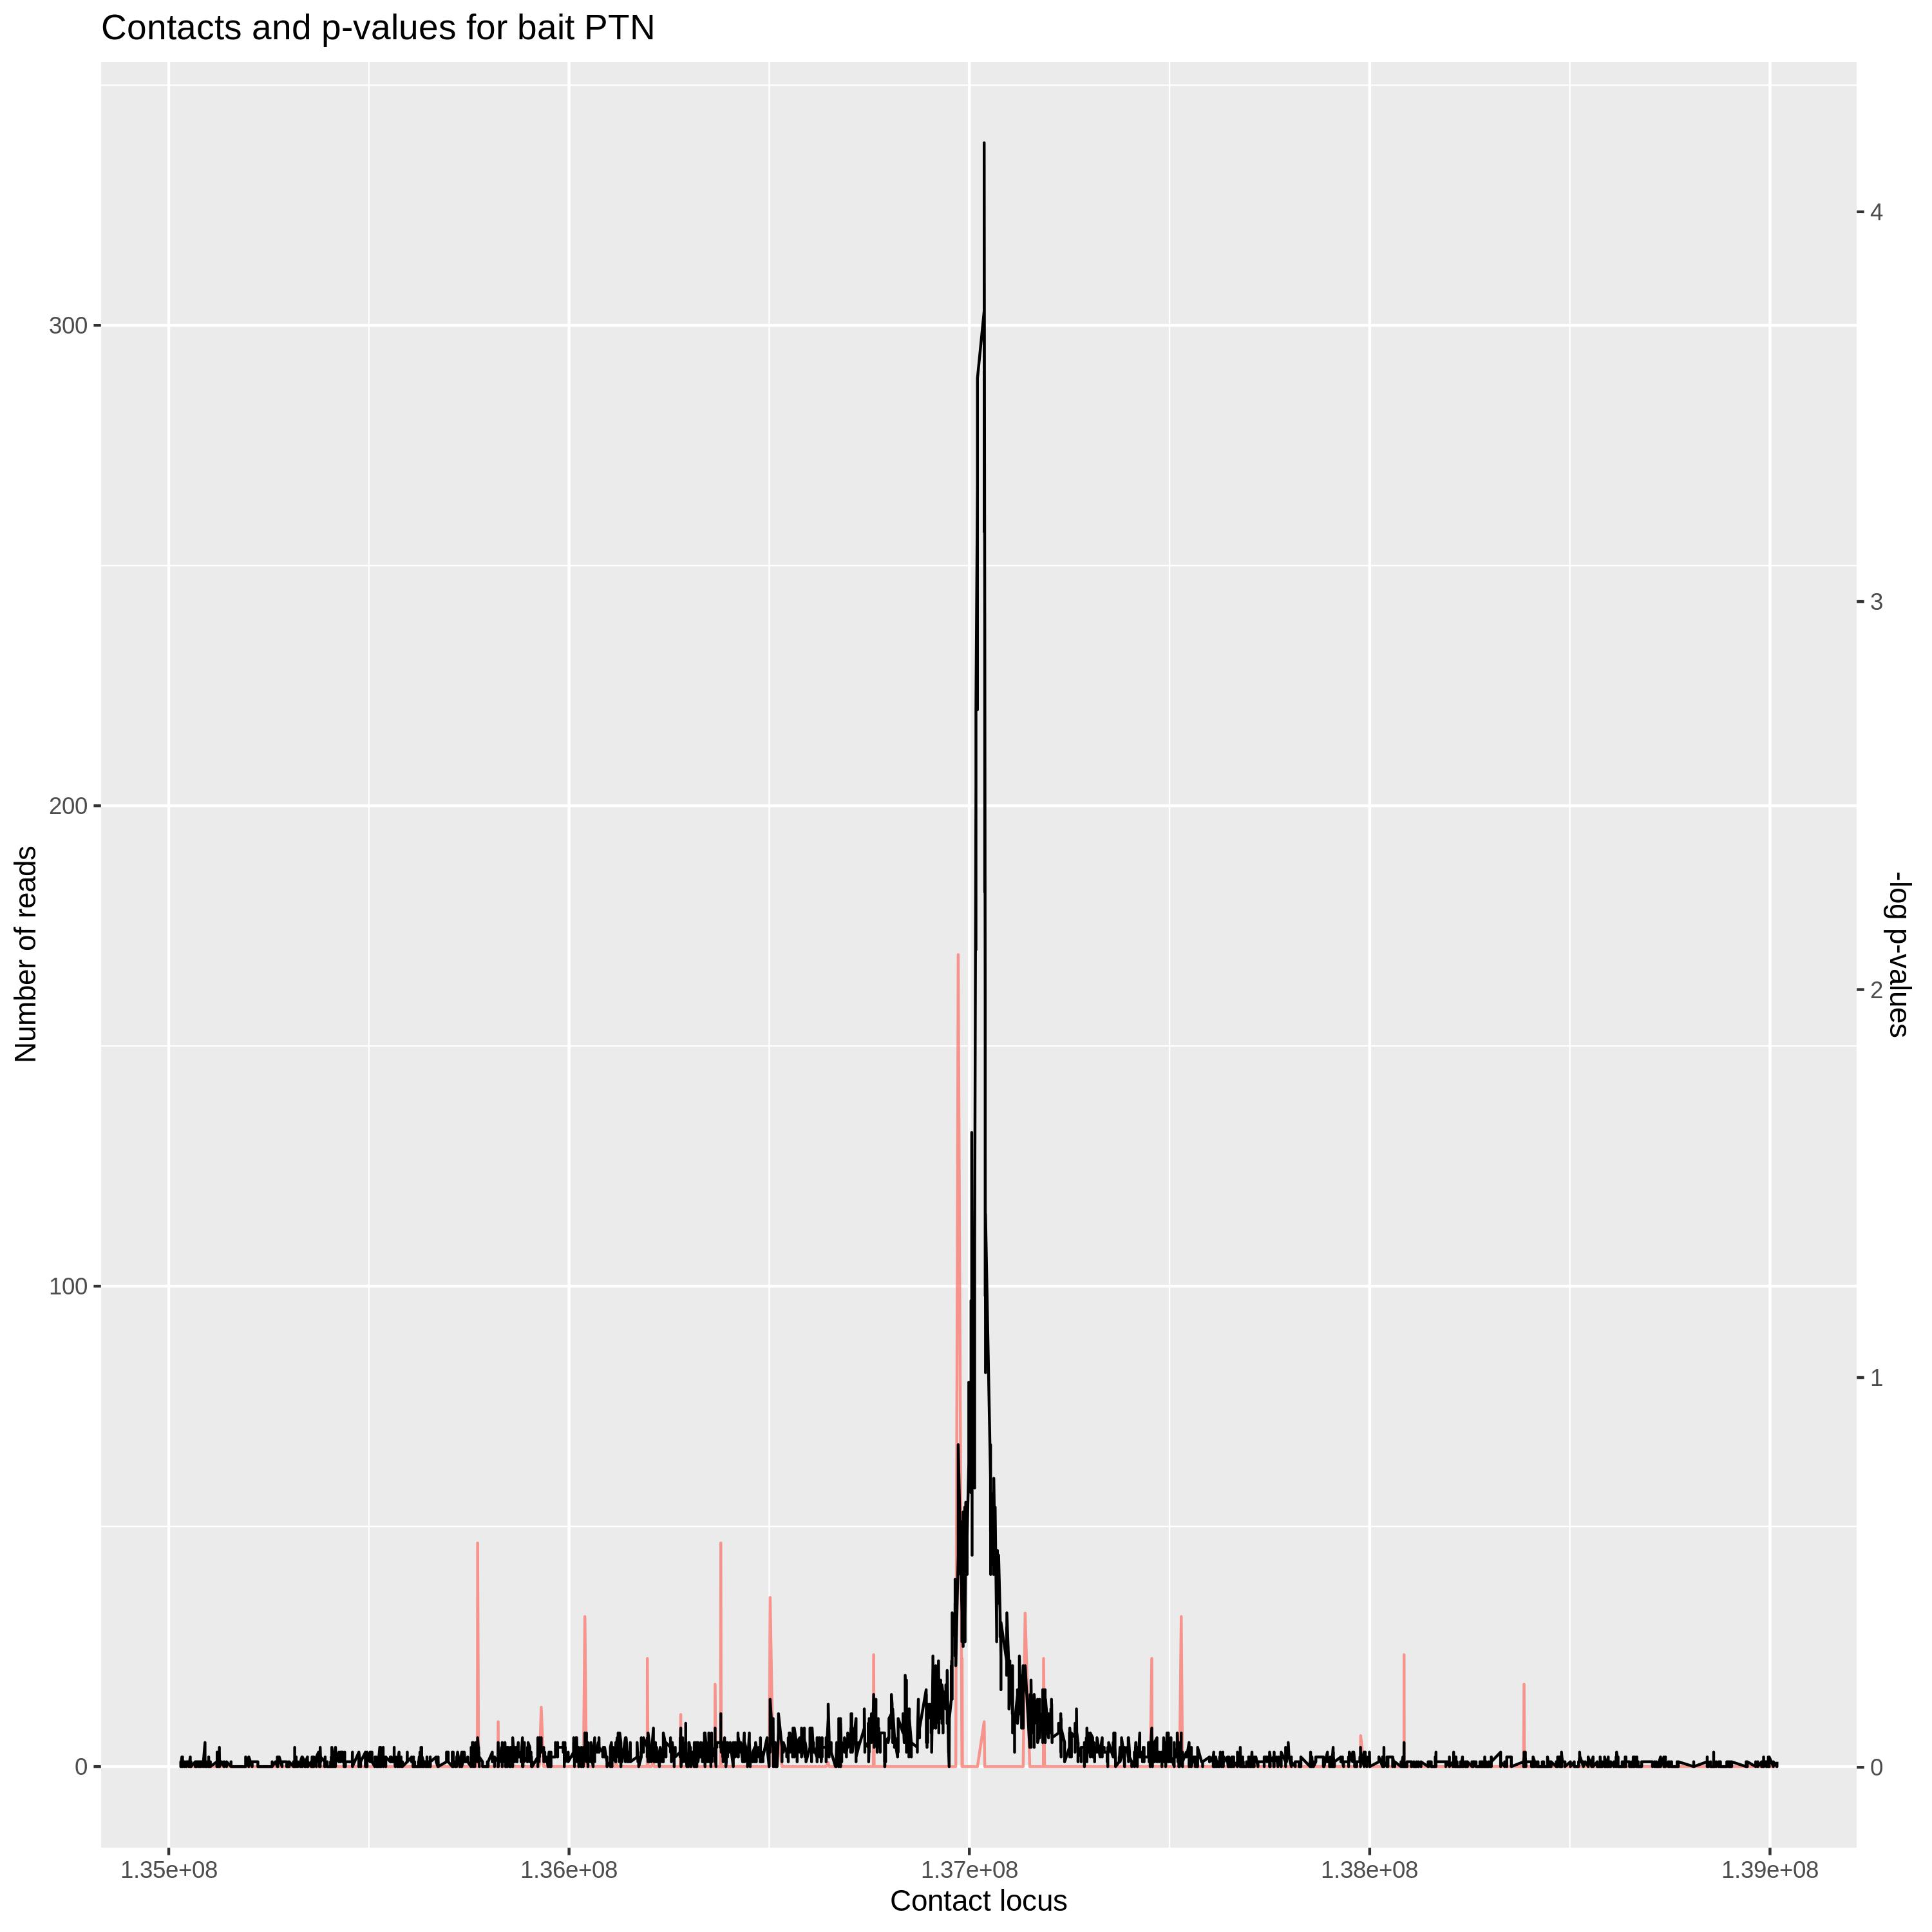 Contacts and p-values for bait PTN
Number of reads
300
200
100
0
4
3
2
1
0
-log p-values
1.35e+08 1.36e+08 1.37e+08 1.38e+08 1.39e+08
Contact locus